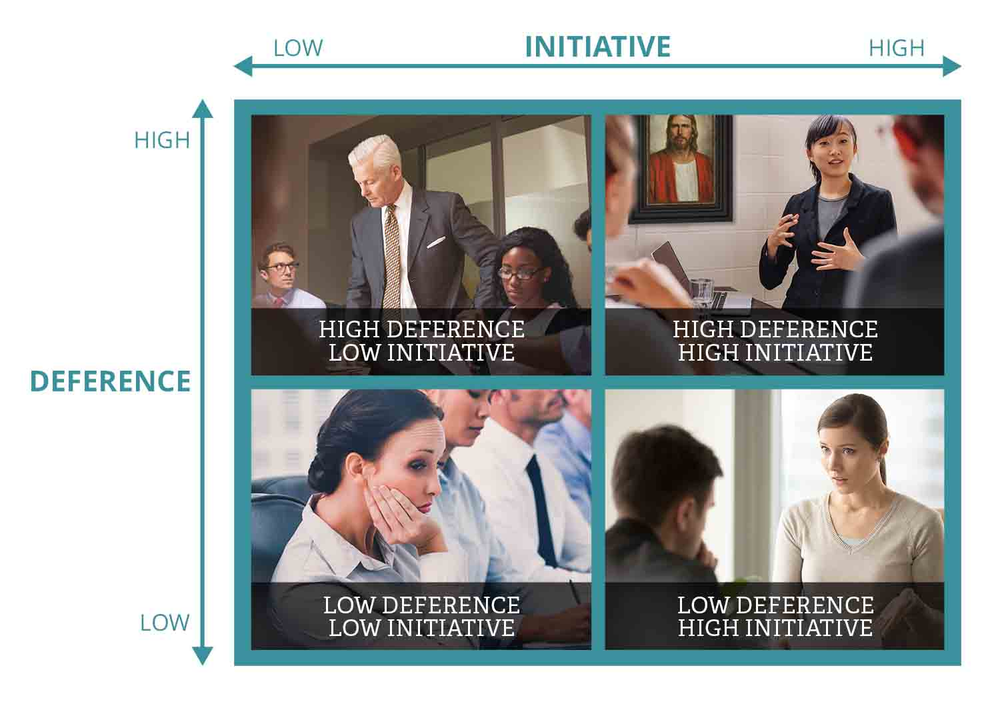 LOW
INITIATIVE
HIGH
HIGH
DEFERENCE
LOW
HIGH DEFERENCE
LOW INITIATIVE
HIGH DEFERENCE
HIGH INITIATIVE
LOW DEFERENCE
LOW INITIATIVE
LOW DEFERENCE
HIGH INITIATIVE